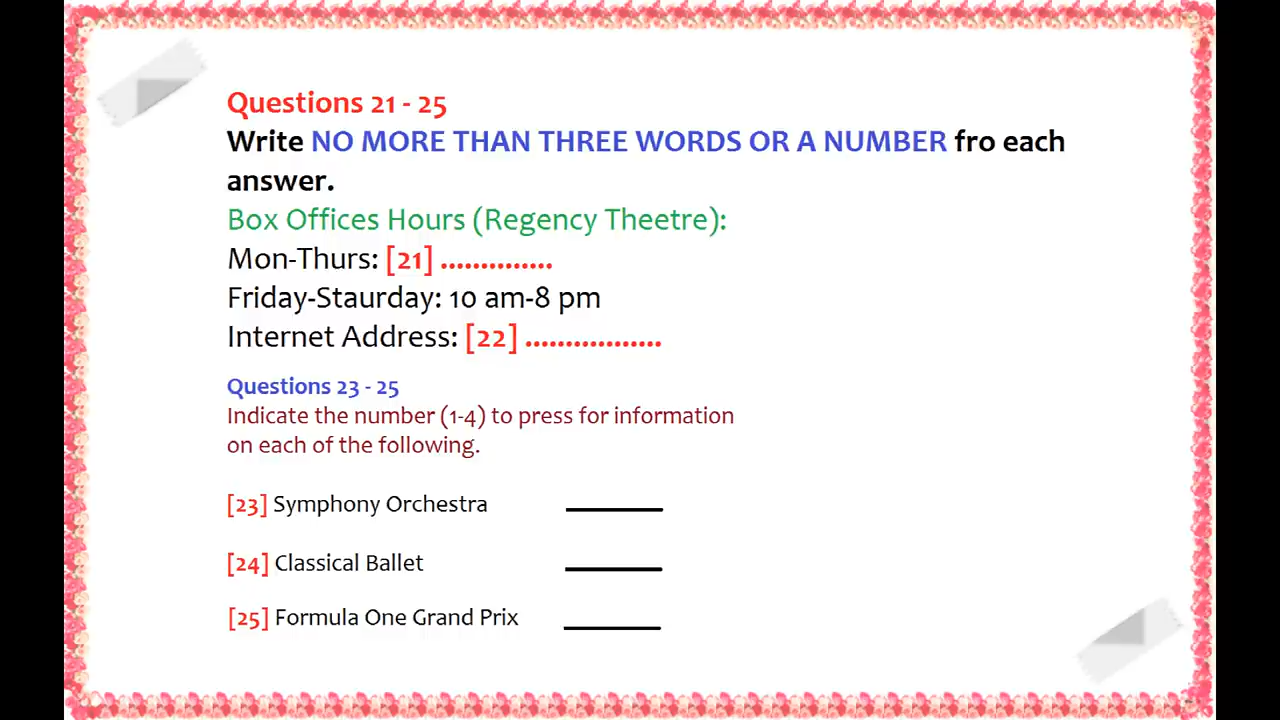 Questions 21 - 25
Write NO MORE THAN THREE WORDS OR A NUMBER fro each
answer.
Box Offices Hours (Regency Theetre):
Mon-Thurs: [21] ..............
Friday-Staurday: 10 am-8 pm
Internet Address: [22] .................
Questions 23 - 25
Indicate the number (1-4) to press for information
on each of the following.
[23] Symphony Orchestra ________
[24] Classical Ballet ________
[25] Formula One Grand Prix ________